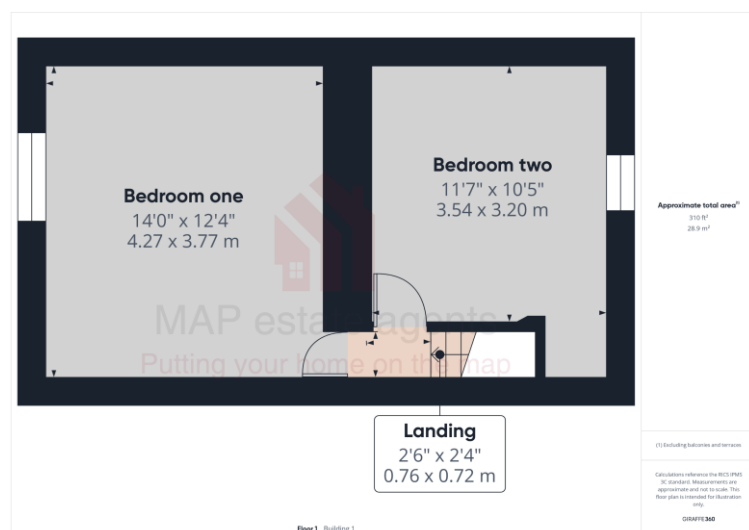 Bedroom one
14'0" x 12'4"
4.27 x 3.77 m
Bedroom two
11'7" x 10'5"
3.54 x 3.20 m
MAP estate agents
Putting your home on the map
Landing
2'6" x 2'4"
0.76 x 0.72 m
Floor 1 Building 1
Approximate total area⁽¹⁾
310 ft²
28.9 m²
(1) Excluding balconies and terraces
Calculations reference the RICS IPMS
3C standard. Measurements are
approximate and not to scale. This
floor plan is intended for illustration
only.
GIRAFFE360